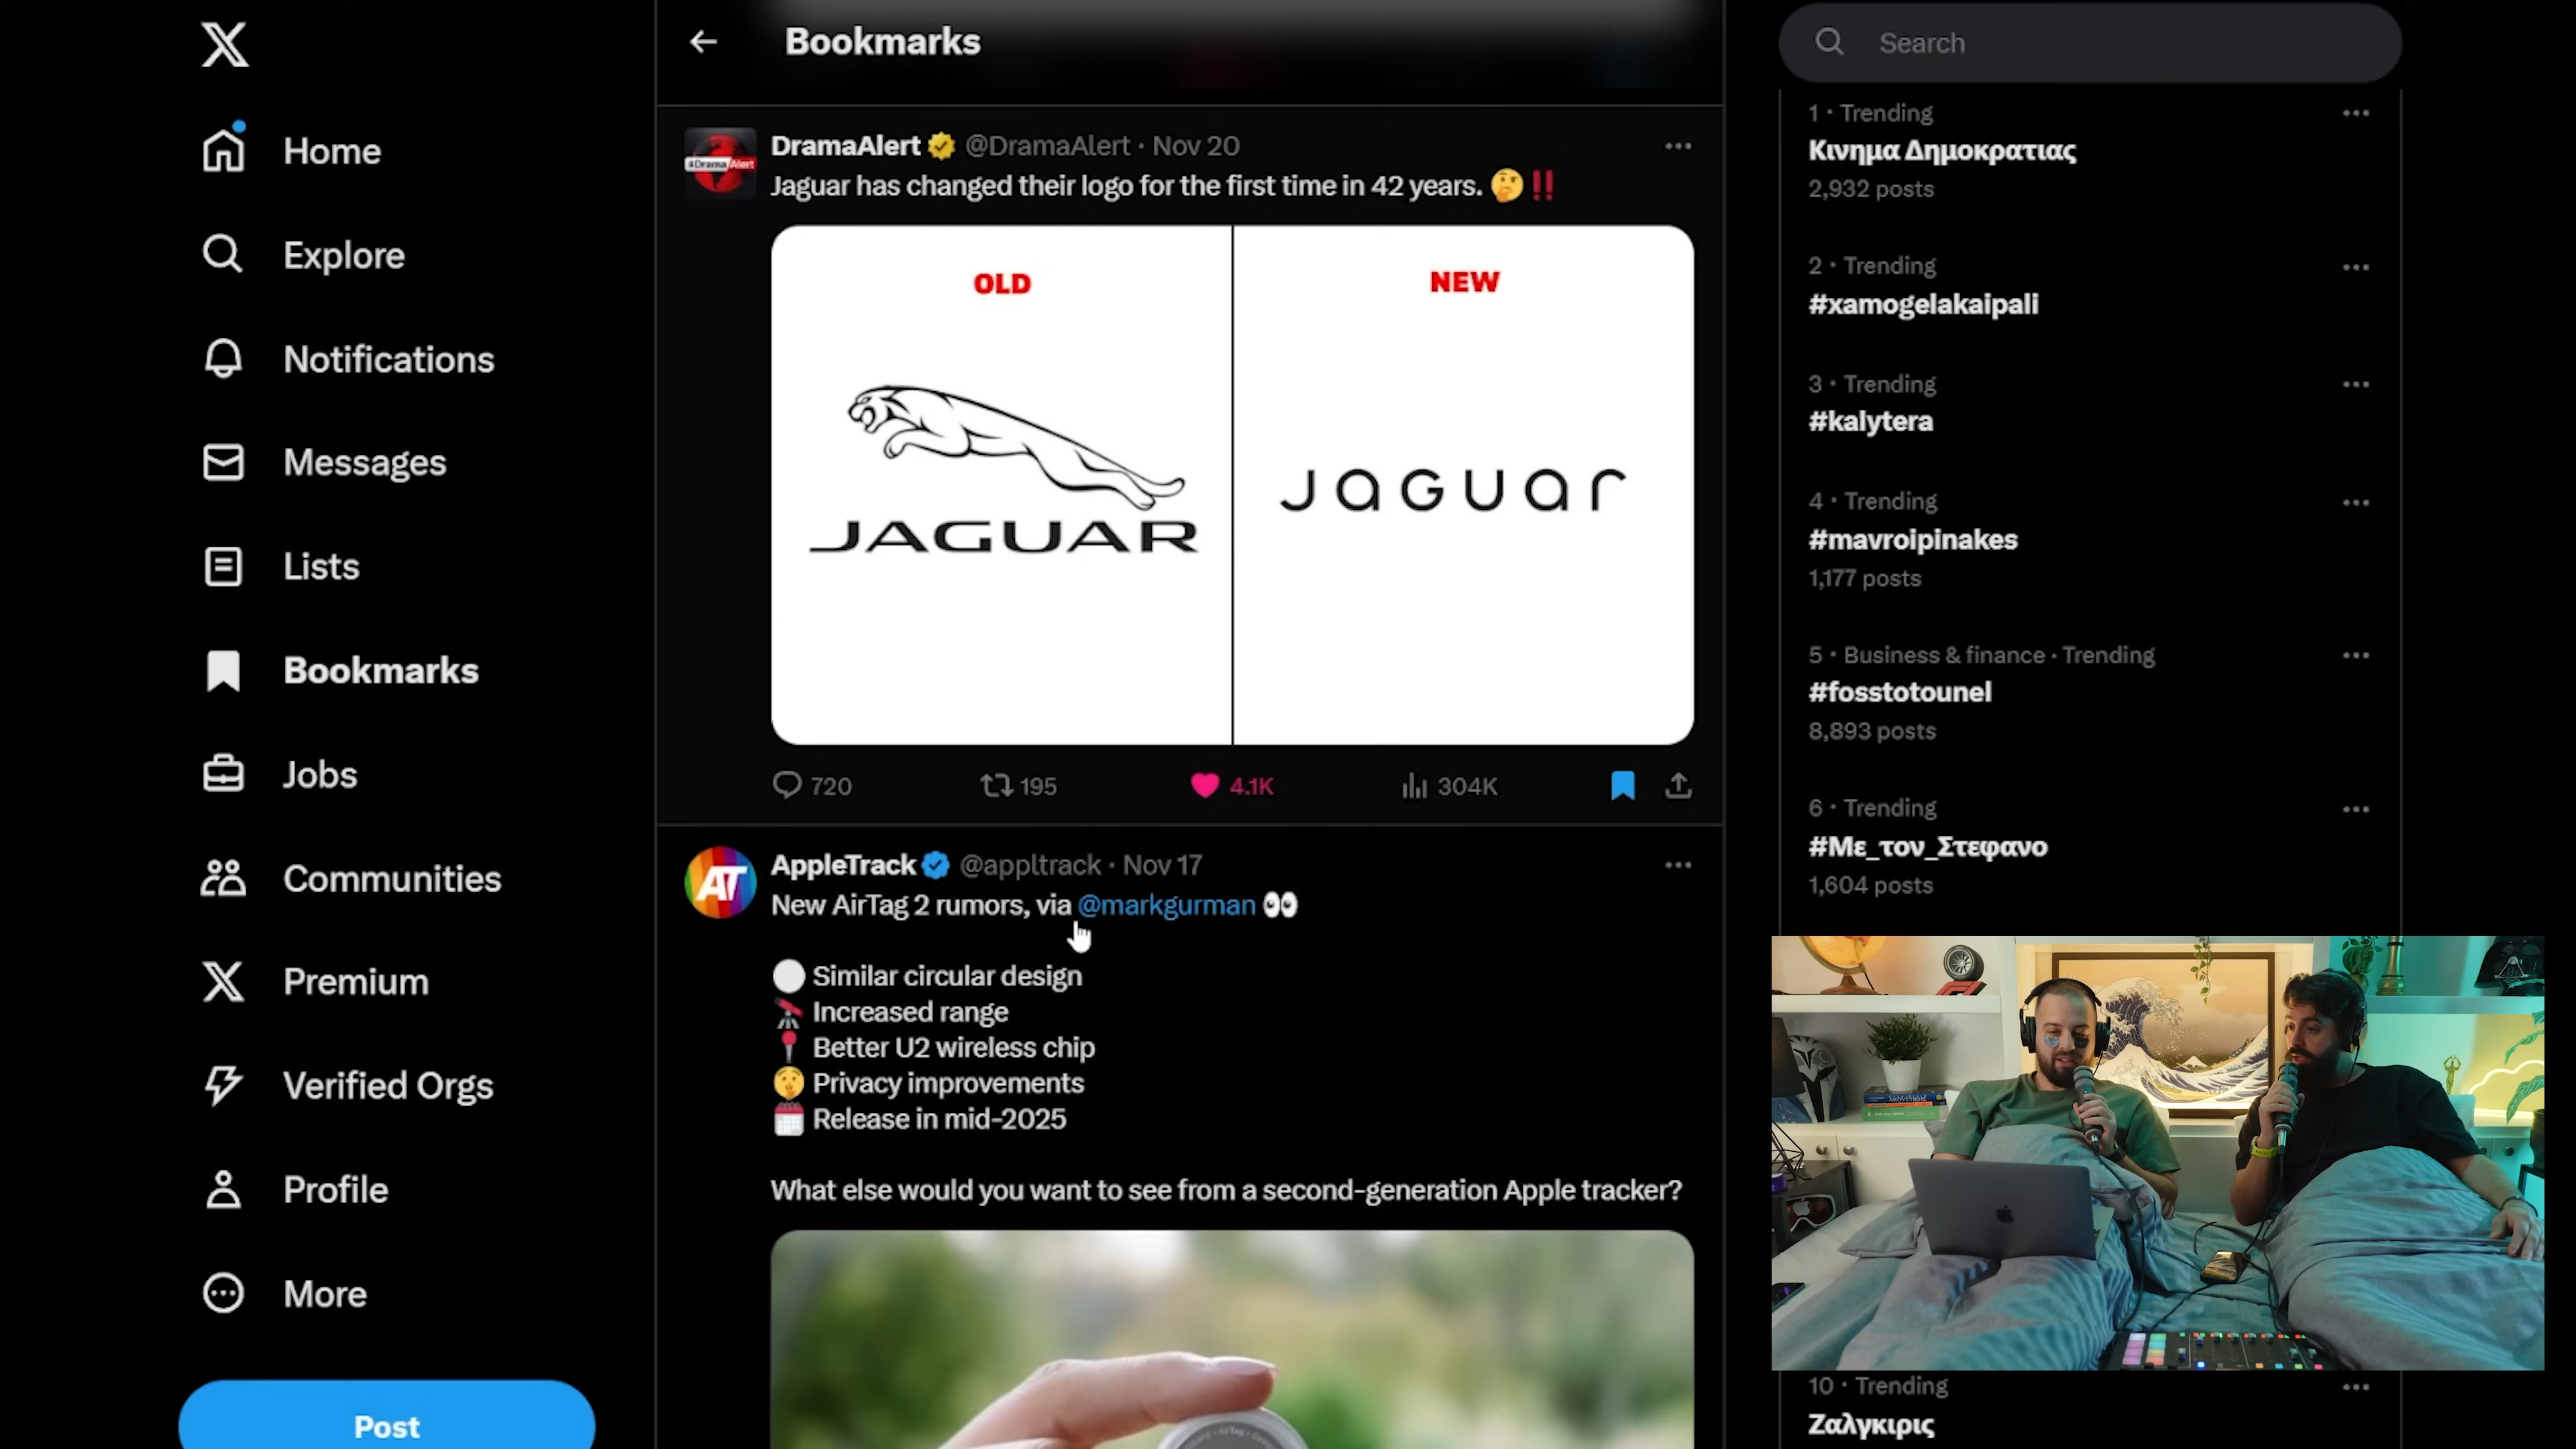 Home
Explore
Notifications
Messages
Lists
Bookmarks
Jobs
Communities
Premium
Verified Orgs
Profile
More
Post
Bookmarks
#Drama Alert
DramaAlert @DramaAlert · Nov 20
Jaguar has changed their logo for the first time in 42 years. 🤔‼️
OLD
JAGUAR
NEW
JaGUar
720
195
4.1K
304K
AT
AppleTrack @appltrack · Nov 17
New AirTag 2 rumors, via @markgurman 👀
⚪ Similar circular design
🔭 Increased range
📍 Better U2 wireless chip
🤫 Privacy improvements
🗓️ Release in mid-2025
What else would you want to see from a second-generation Apple tracker?
Search
1 · Trending
Κινημα Δημοκρατιας
2,932 posts
2 · Trending
#xamogelakaipali
3 · Trending
#kalytera
4 · Trending
#mavroipinakes
1,177 posts
5 · Business & finance · Trending
#fosstotounel
8,893 posts
6 · Trending
#Με_τον_Στεφανο
1,604 posts
10 · Trending
Ζαλγκιρις